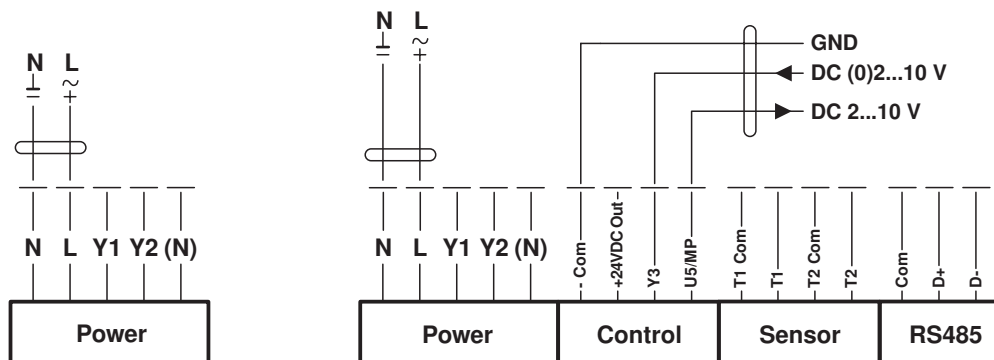 N L
N L
GND
DC (0)2...10 V
DC 2...10 V
N L Y1 Y2 (N)
N L Y1 Y2 (N)
- Com
+24VDC Out
Y3
U5/MP
T1 Com
T1
T2 Com
T2
Com
D+
D-
Power
Power
Control
Sensor
RS485